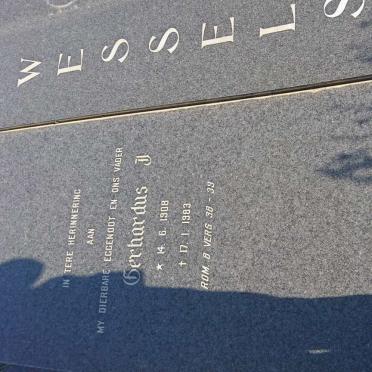 WESSELS
IN TERE HERINNERING
AAN
MY DIERBARE EGGENOOT EN ONS VADER
Gerhardus J
★ 14. 6. 1908
† 17. 1. 1983
ROM. 8 VERS 38 - 39